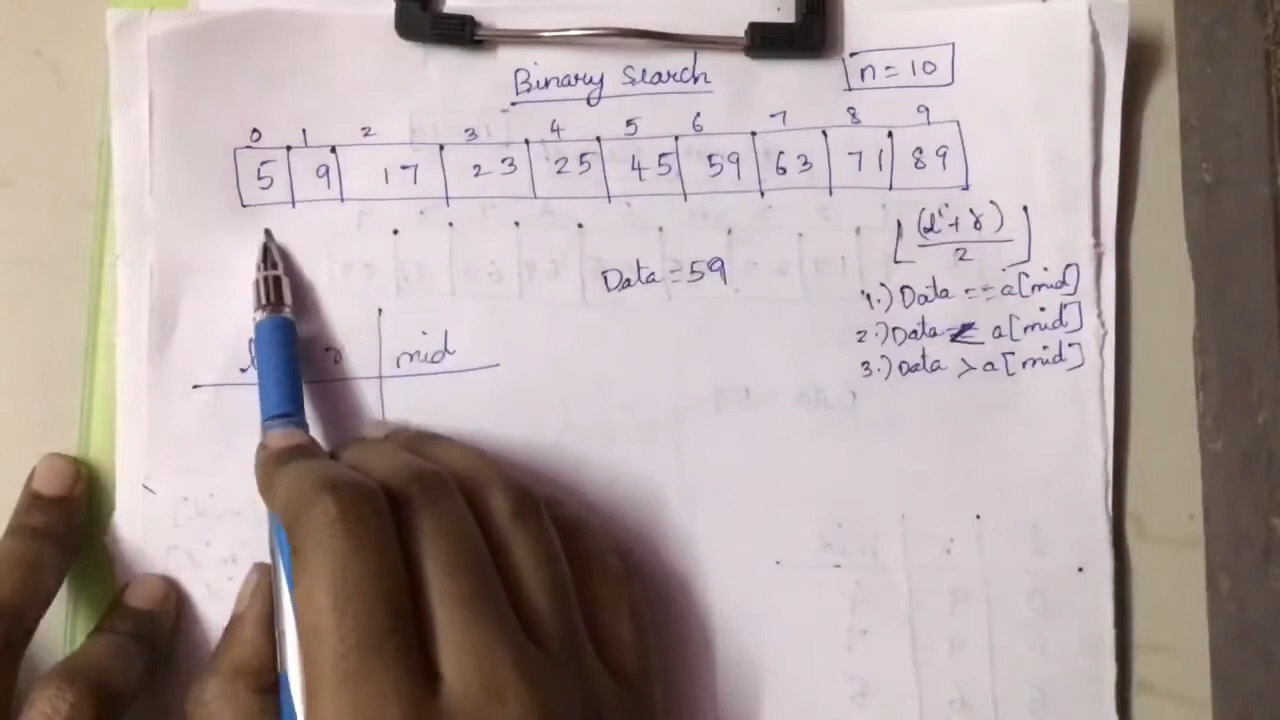 Binary Search
n = 10
0 1 2 3 4 5 6 7 8 9
5 9 17 23 25 45 59 63 71 89
⌊(l + r)/2⌋
Data = 59
1.) Data == a[mid]
2.) Data < a[mid]
3.) Data > a[mid]
l r mid